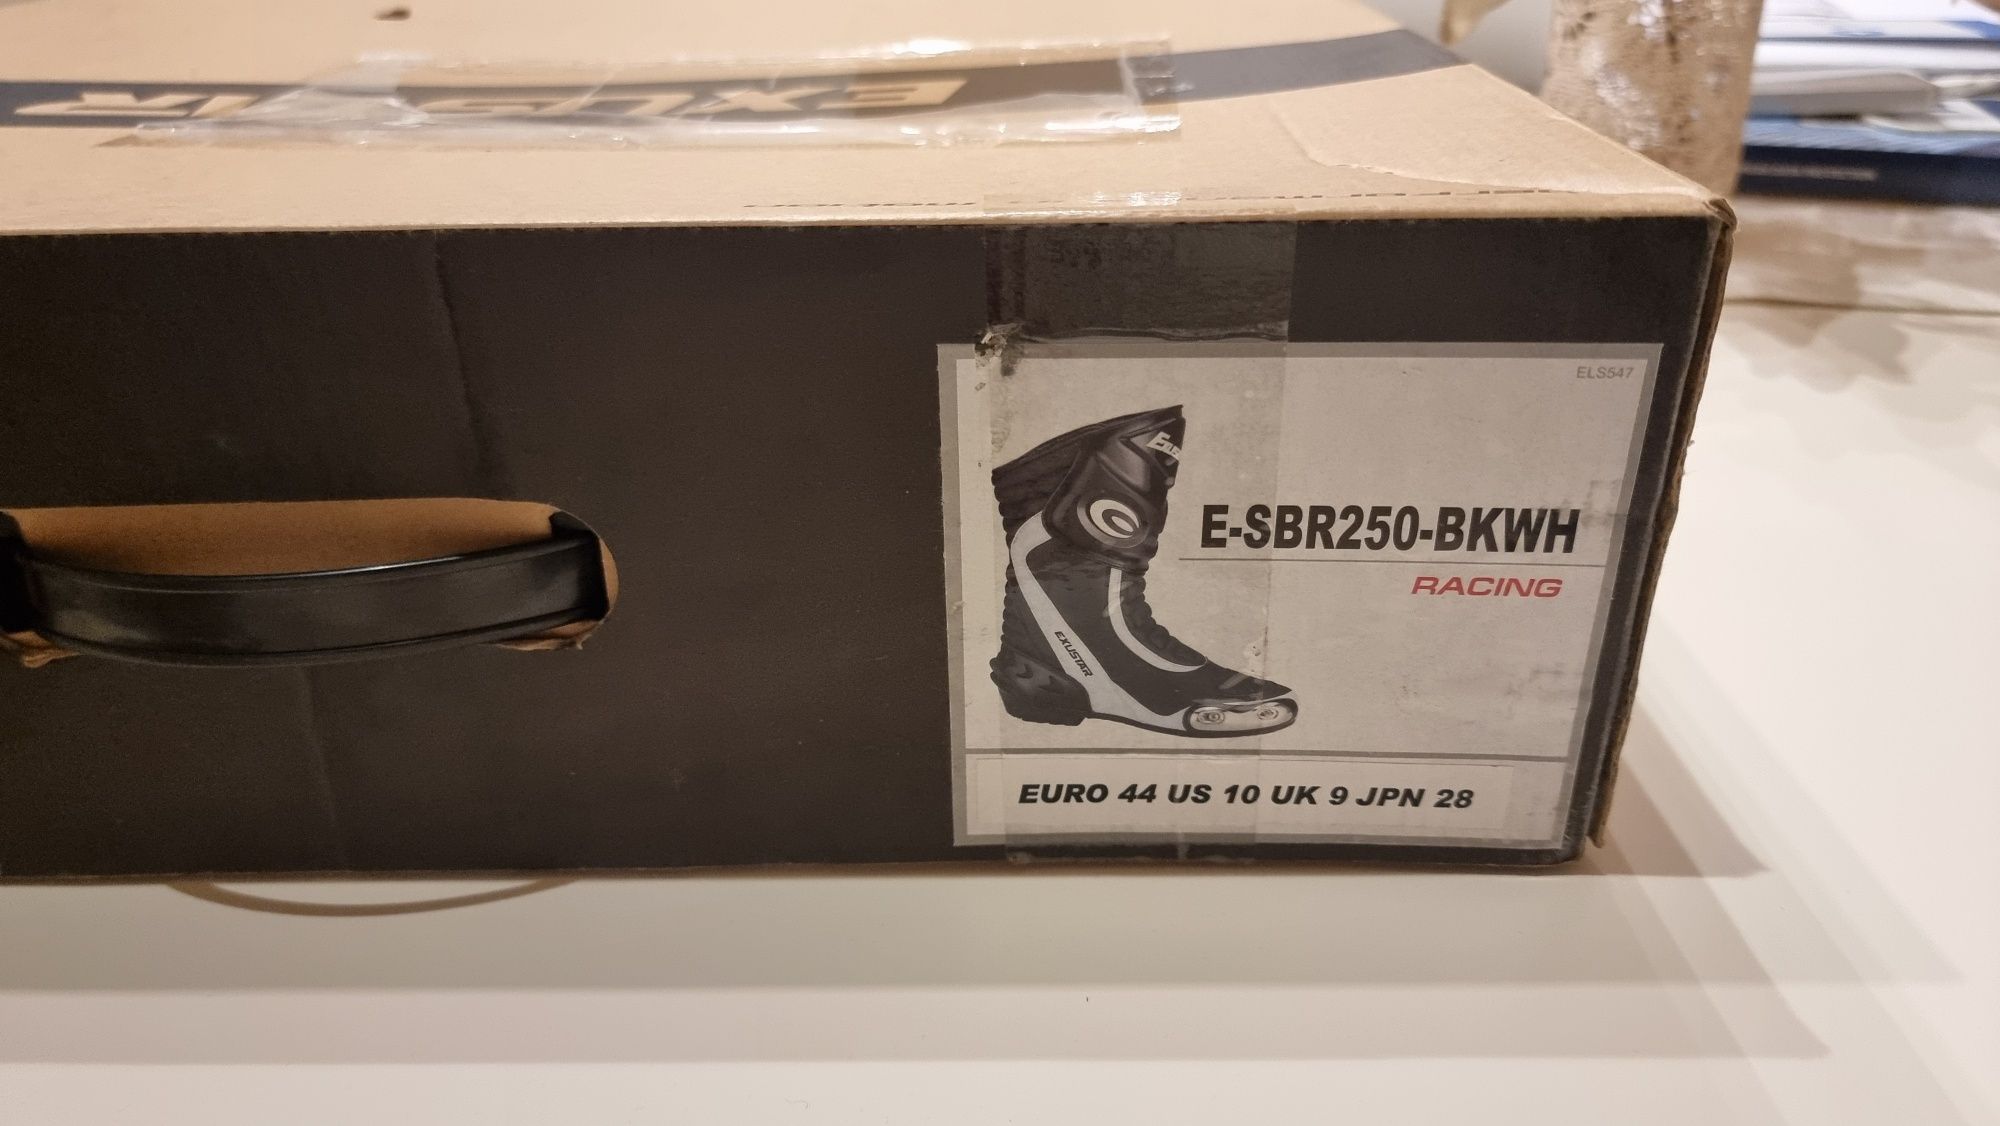 ELS547
E-SBR250-BKWH
RACING
EXUSTAR
EURO 44 US 10 UK 9 JPN 28